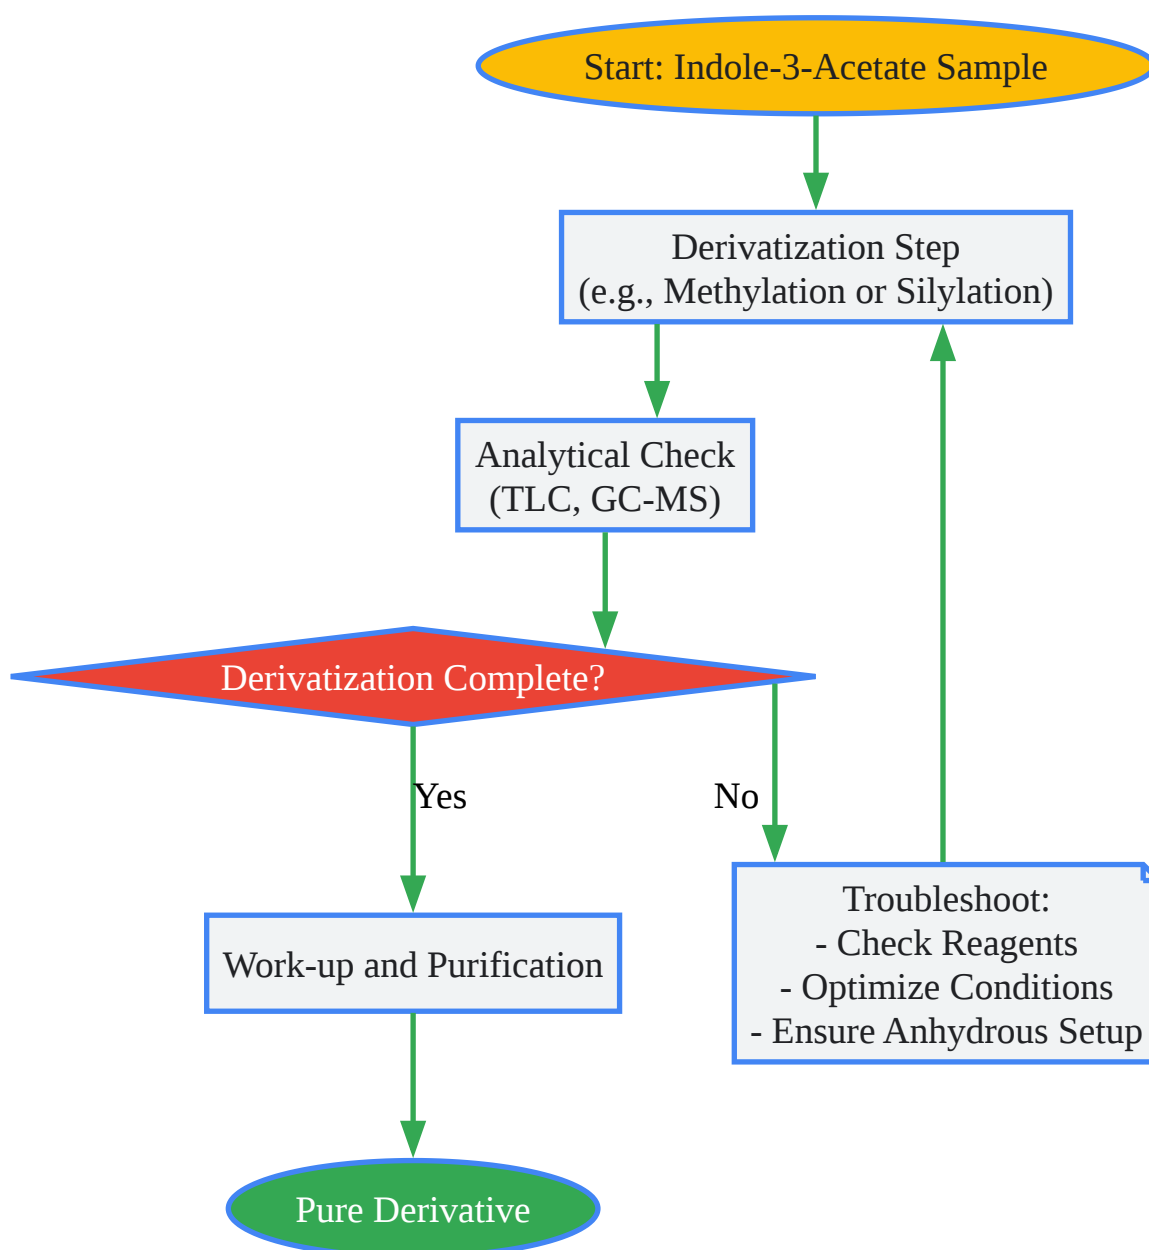 Start: Indole-3-Acetate Sample
Derivatization Step
(e.g., Methylation or Silylation)
Analytical Check
(TLC, GC-MS)
Derivatization Complete?
Yes
No
Troubleshoot:
- Check Reagents
- Optimize Conditions
- Ensure Anhydrous Setup
Work-up and Purification
Pure Derivative